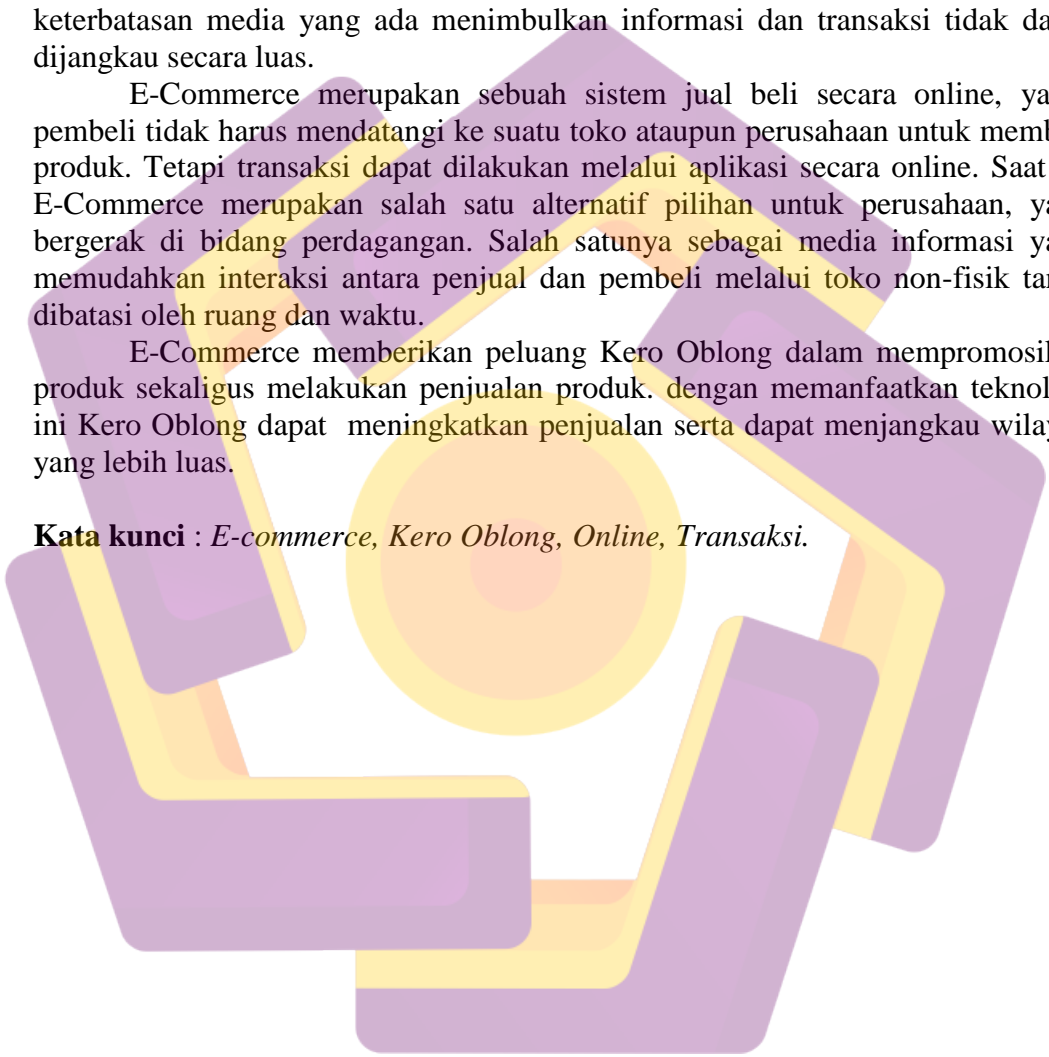 keterbatasan media yang ada menimbulkan informasi dan transaksi tidak da
dijangkau secara luas.
E-Commerce merupakan sebuah sistem jual beli secara online, ya
pembeli tidak harus mendatangi ke suatu toko ataupun perusahaan untuk memb
produk. Tetapi transaksi dapat dilakukan melalui aplikasi secara online. Saat
E-Commerce merupakan salah satu alternatif pilihan untuk perusahaan, ya
bergerak di bidang perdagangan. Salah satunya sebagai media informasi ya
memudahkan interaksi antara penjual dan pembeli melalui toko non-fisik tan
dibatasi oleh ruang dan waktu.
E-Commerce memberikan peluang Kero Oblong dalam mempromosik
produk sekaligus melakukan penjualan produk. dengan memanfaatkan teknol
ini Kero Oblong dapat meningkatkan penjualan serta dapat menjangkau wilay
yang lebih luas.
Kata kunci : E-commerce, Kero Oblong, Online, Transaksi.